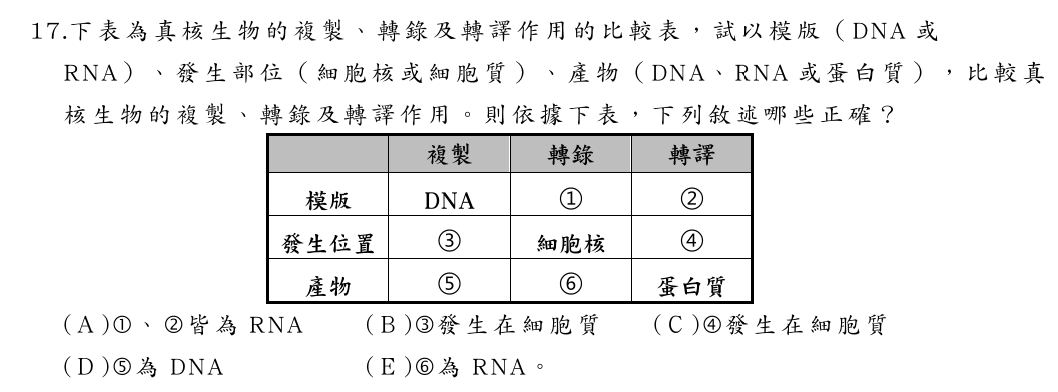 17.下表為真核生物的複製、轉錄及轉譯作用的比較表，試以模版（DNA 或
RNA）、發生部位（細胞核或細胞質）、產物（DNA、RNA 或蛋白質），比較真
核生物的複製、轉錄及轉譯作用。則依據下表，下列敘述哪些正確？
複製 轉錄 轉譯
模版 DNA ① ②
發生位置 ③ 細胞核 ④
產物 ⑤ ⑥ 蛋白質
(A)①、②皆為 RNA (B)③發生在細胞質 (C)④發生在細胞質
(D)⑤為 DNA (E)⑥為 RNA。